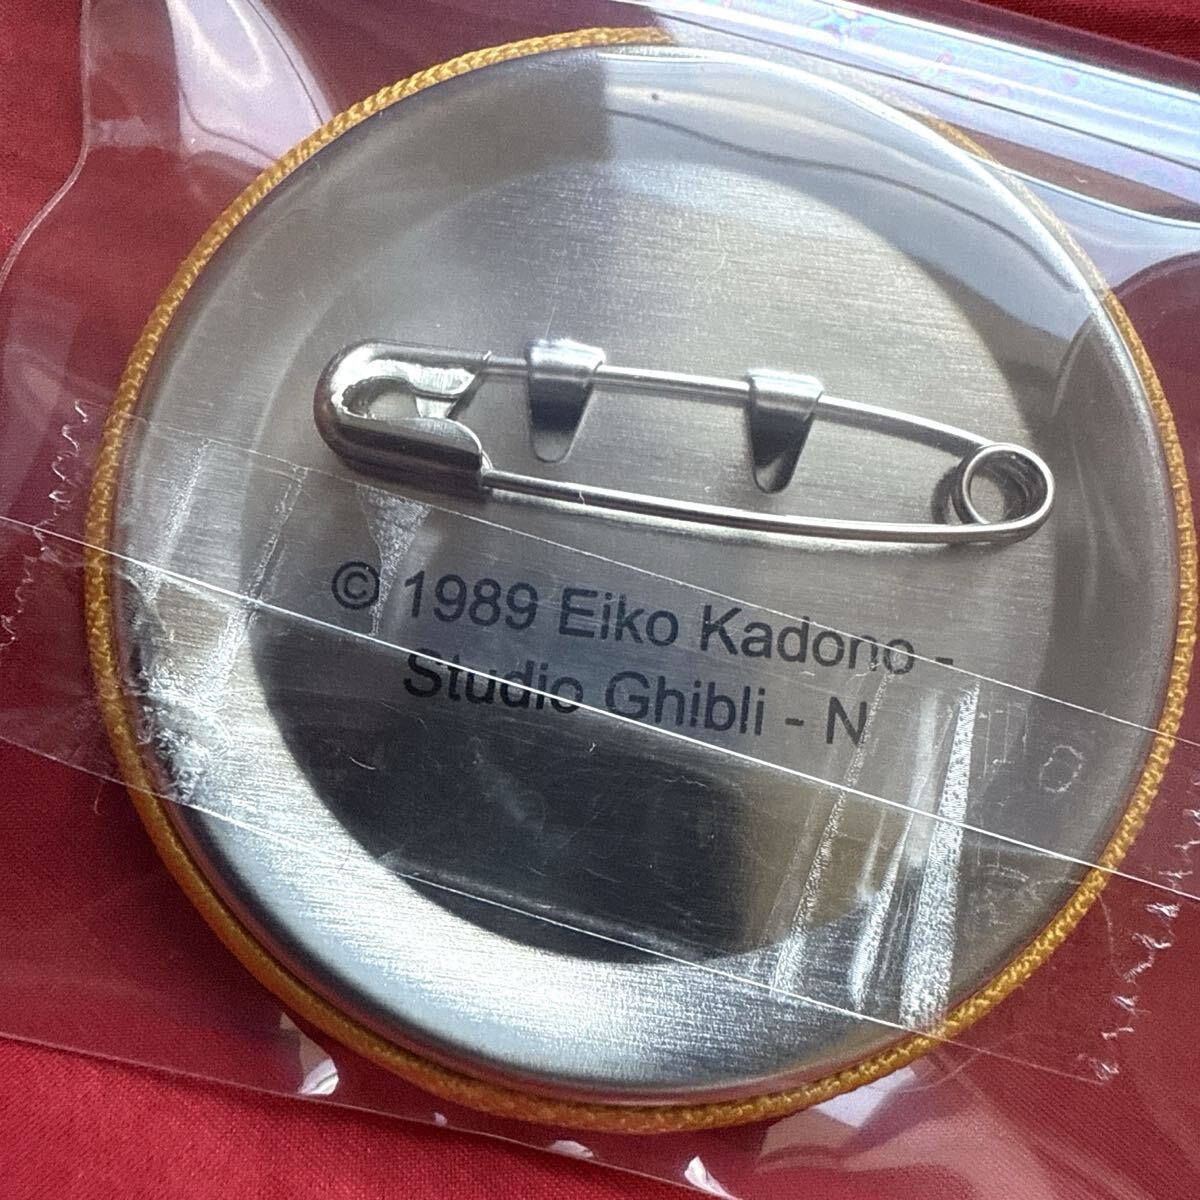 © 1989 Eiko Kadono -
Studio Ghibli - N